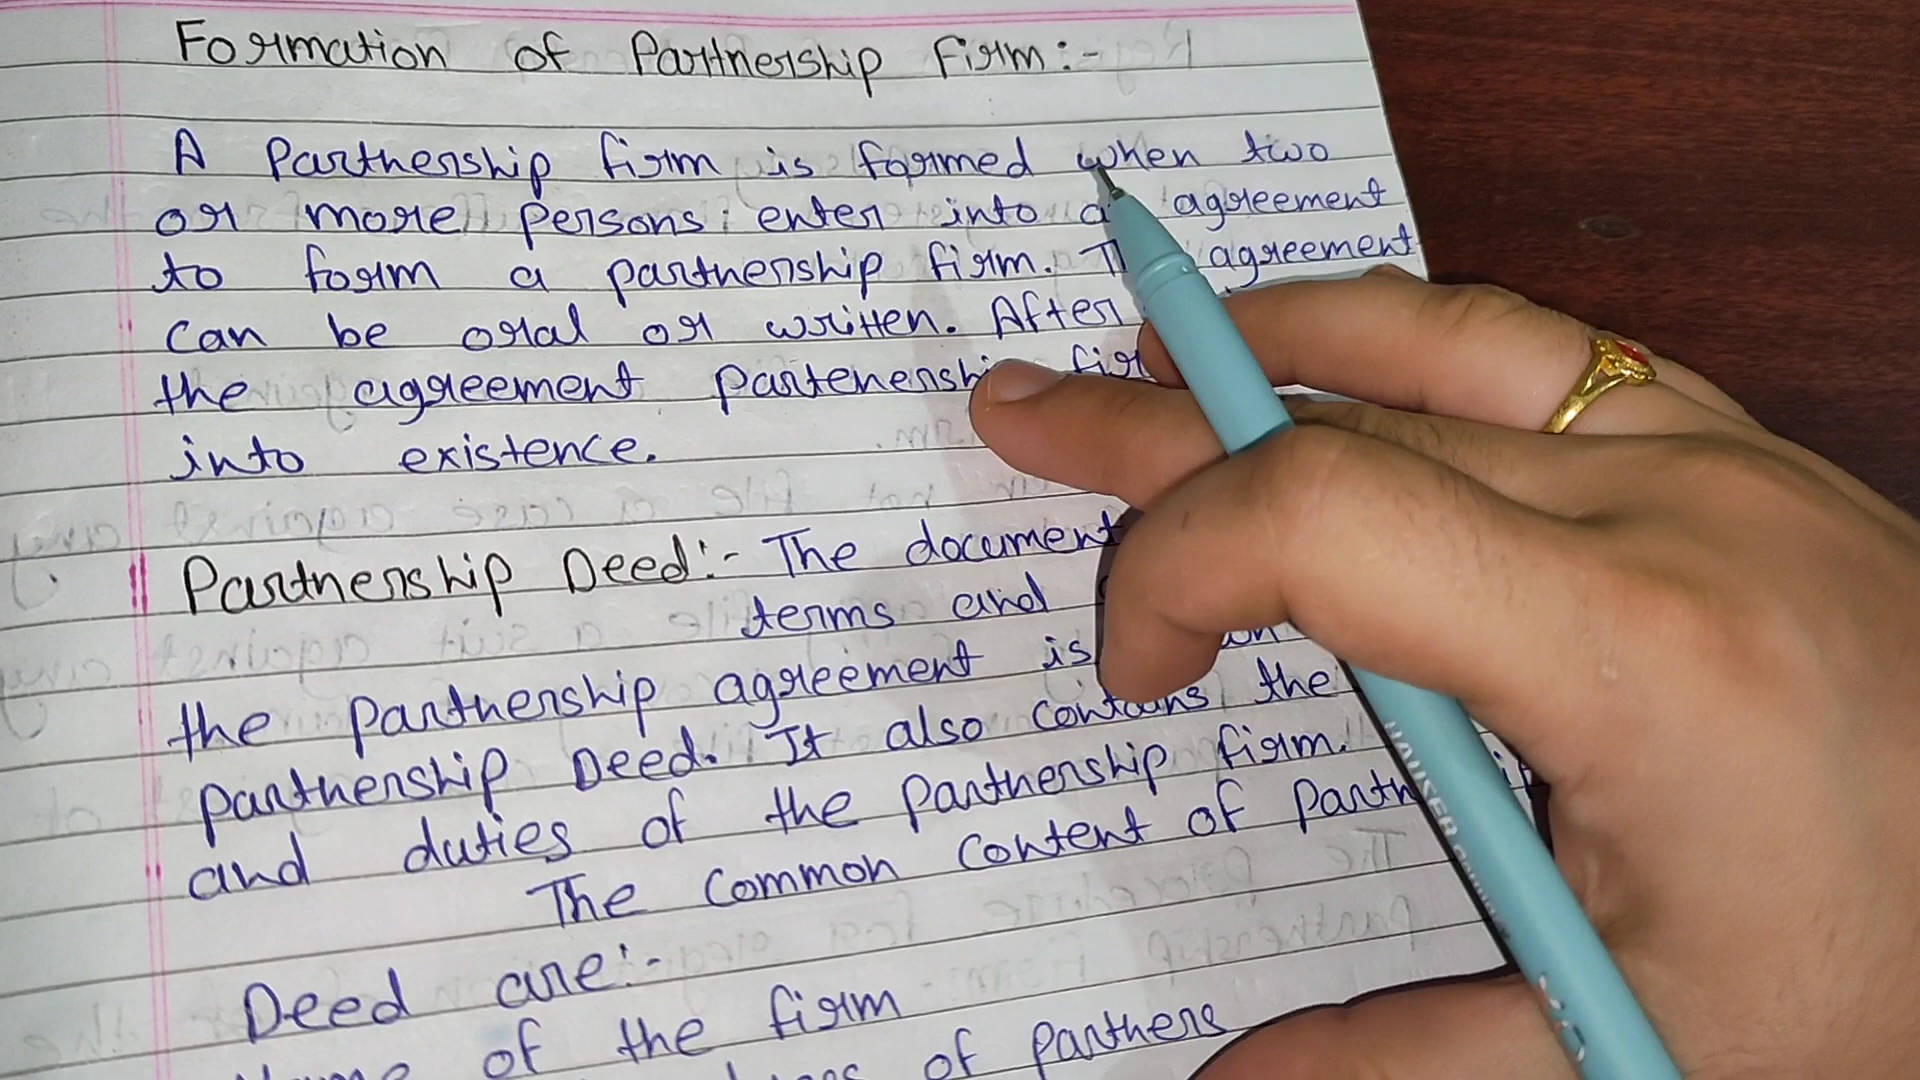 Formation of Partnership Firm:-
A Partnership firm is formed when two
or more persons enter into a agreement
to form a partnership firm. agreement
can be oral or written. After
the agreement partenership
into existence.
Partnership Deed:- The document
terms and
the partnership agreement is
partnership Deed. It also contains the
and duties of the partnership firm.
The common content of
Deed are:-
Name of the firm
of partners